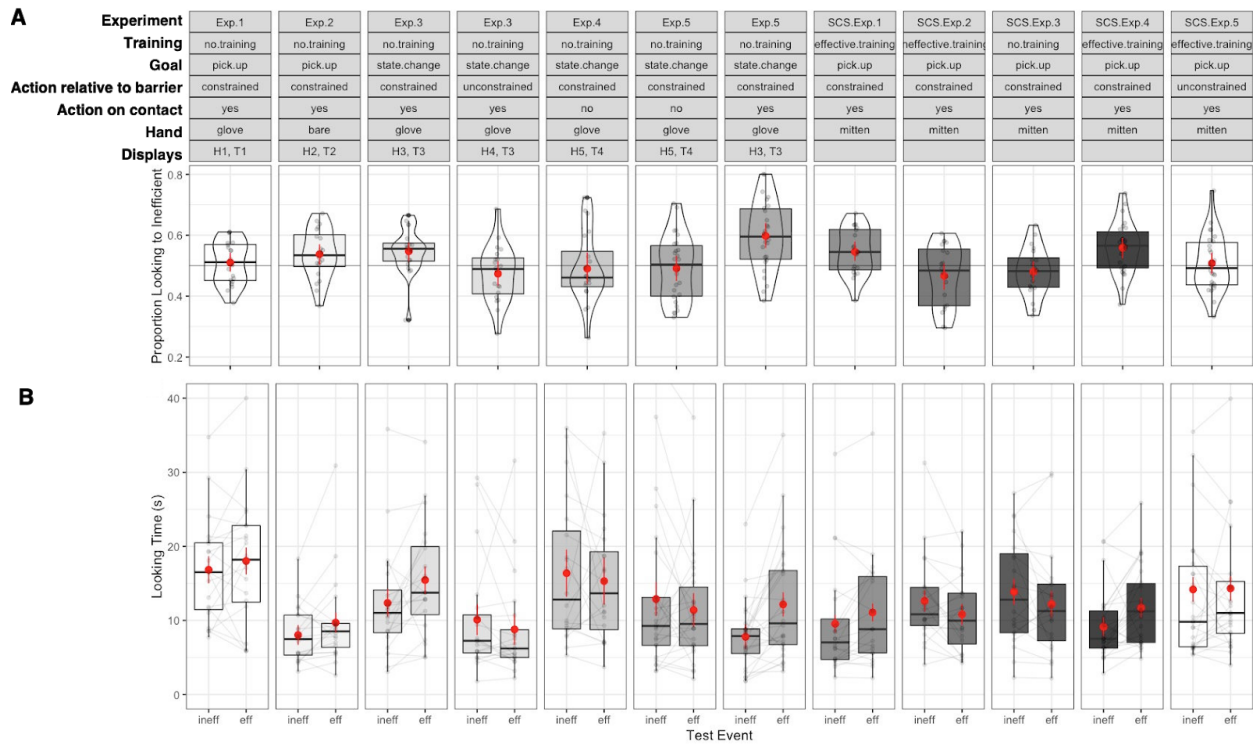 A
Experiment Exp.1 Exp.2 Exp.3 Exp.3 Exp.4 Exp.5 Exp.5 SCS.Exp.1 SCS.Exp.2 SCS.Exp.3 SCS.Exp.4 SCS.Exp.5
Training no.training no.training no.training no.training no.training no.training no.training effective.training neffective.training no.training effective.training effective.training
Goal pick.up pick.up state.change state.change state.change state.change state.change pick.up pick.up pick.up pick.up pick.up
Action relative to barrier constrained constrained constrained unconstrained constrained constrained constrained constrained constrained constrained constrained unconstrained
Action on contact yes yes yes yes no no yes yes yes yes yes yes
Hand glove bare glove glove glove glove glove mitten mitten mitten mitten mitten
Displays H1, T1 H2, T2 H3, T3 H4, T3 H5, T4 H5, T4 H3, T3
Proportion Looking to Inefficient
0.8
0.6
0.4
0.2
B
Looking Time (s)
40
30
20
10
0
ineff eff ineff eff ineff eff ineff eff ineff eff ineff eff ineff eff ineff eff ineff eff ineff eff ineff eff ineff eff
Test Event